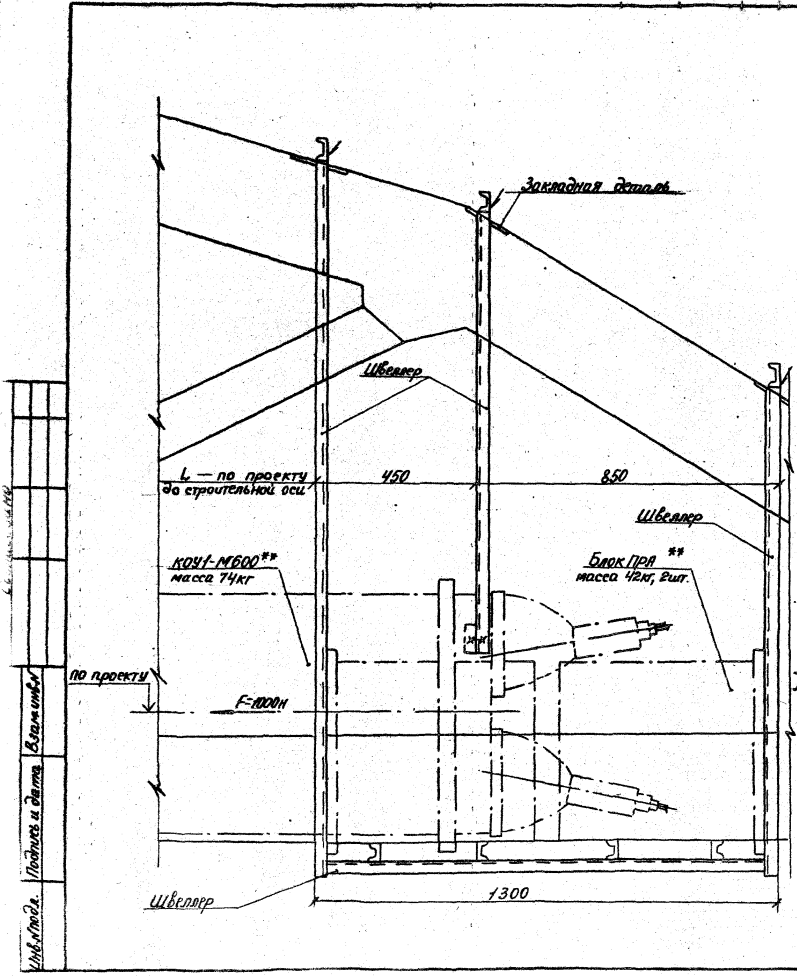 Закладная деталь
Швеллер
L — по проекту
до строительной оси
450
850
Швеллер
КОУ1-М600**
масса 74кг
Блок ПРА **
масса 42кг, 2шт.
**
по проекту
F=1000н
Швеллер
1300
Взам.инв.№
Подпись и дата
Инв.№подл.